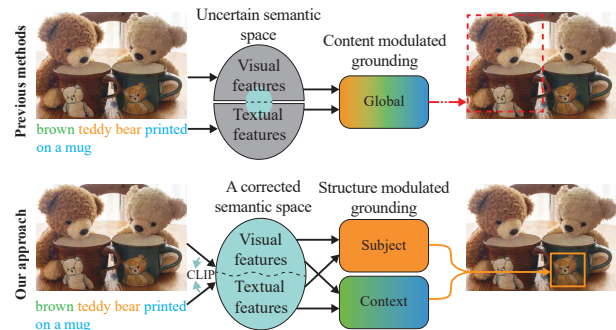 Previous methods
Uncertain semantic
space
Visual
features
Textual
features
Content modulated
grounding
Global
brown teddy bear printed
on a mug
Our approach
A corrected
semantic space
CLIP
Visual
features
Textual
features
Structure modulated
grounding
Subject
Context
brown teddy bear printed
on a mug